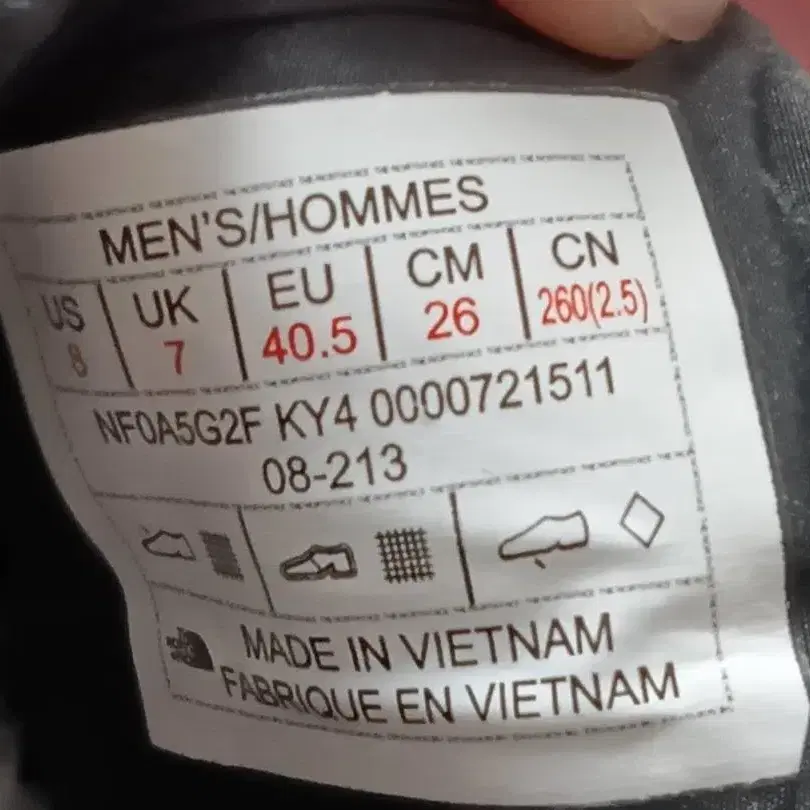 MEN'S/HOMMES
US UK EU CM CN
8 7 40.5 26 260(2.5)
NF0A5G2F KY4 0000721511
08-213
MADE IN VIETNAM
FABRIQUE EN VIETNAM